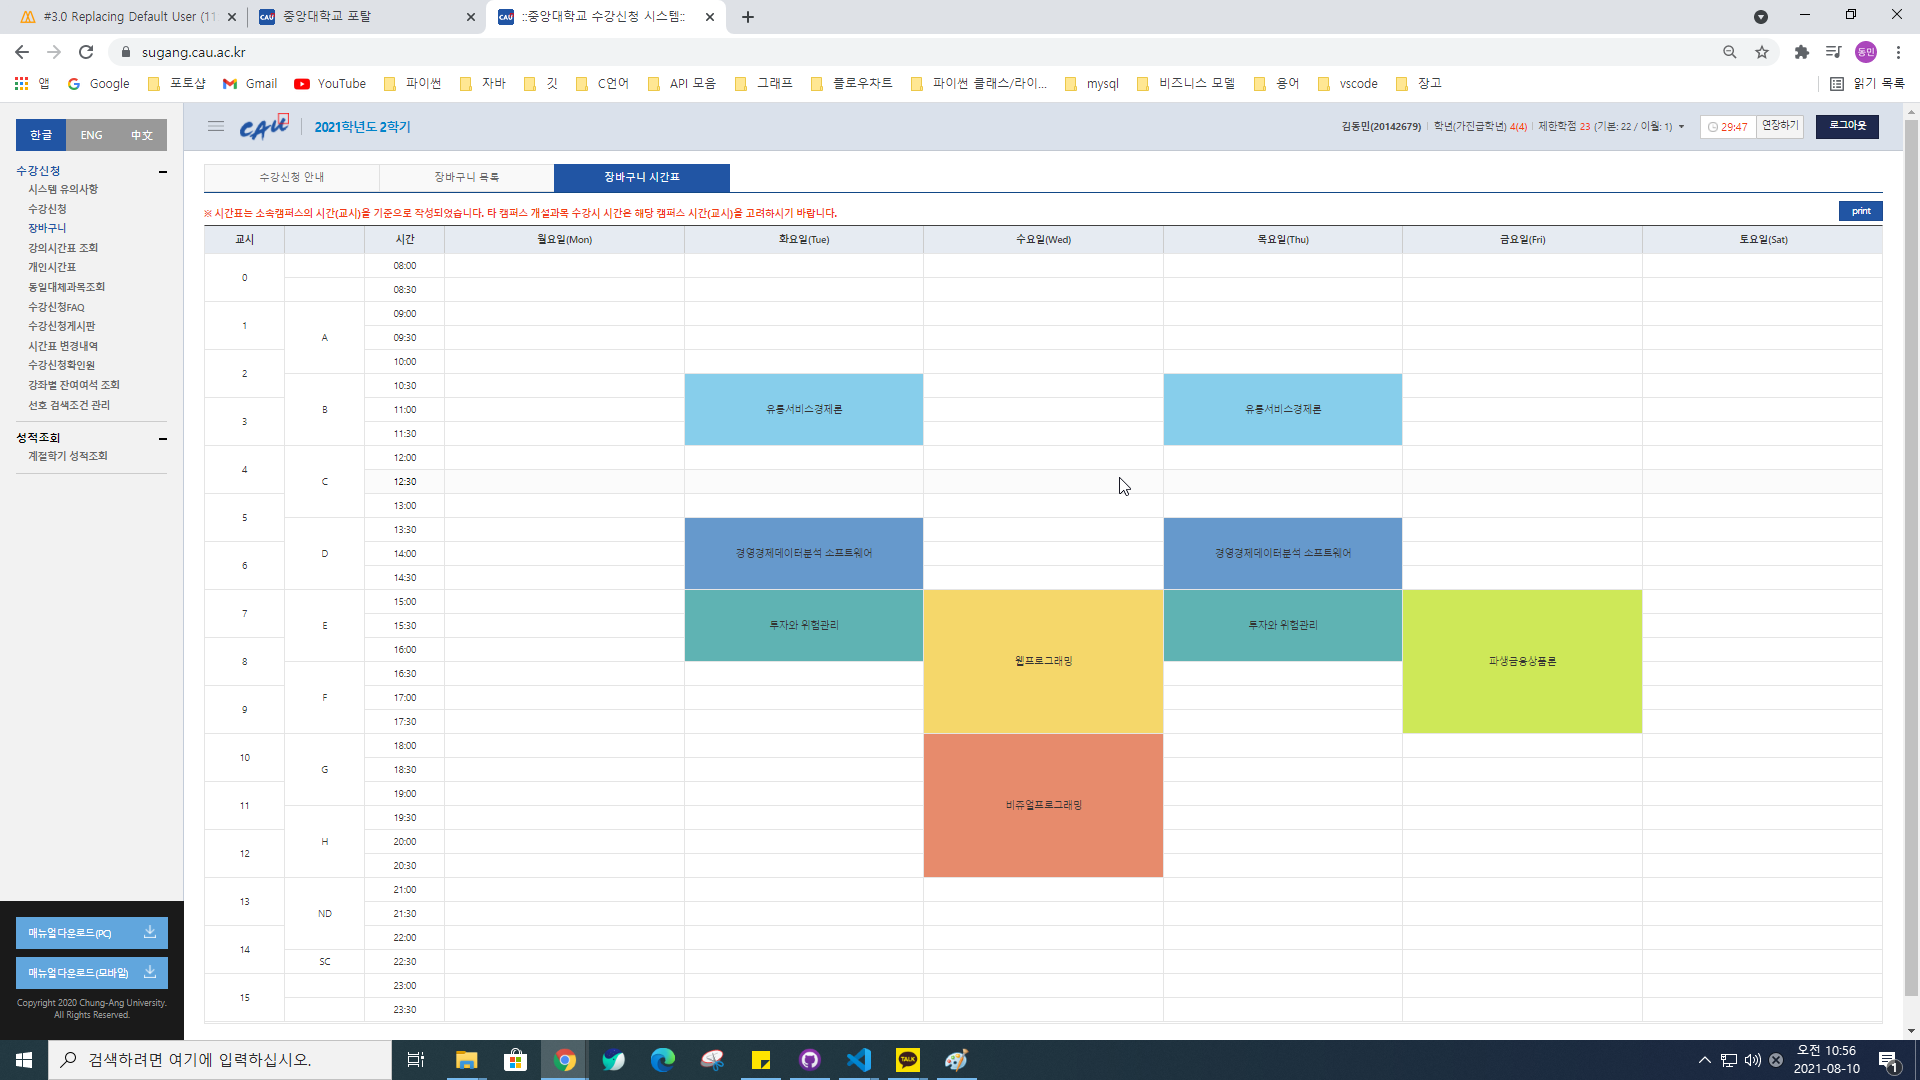 #3.0 Replacing Default User (11
중앙대학교 포탈
::중앙대학교 수강신청 시스템::
sugang.cau.ac.kr
동민
앱
Google
포토샵
Gmail
YouTube
파이썬
자바
깃
C언어
API 모음
그래프
플로우차트
파이썬 클래스/라이...
mysql
비즈니스 모델
용어
vscode
장고
읽기 목록
한글 ENG 中文
CAU
2021학년도 2학기
김동민(20142679) 학년(가진급학년) 4(4) 제한학점 23 (기본: 22 / 이월: 1)
29:47 연장하기
로그아웃
수강신청
시스템 유의사항
수강신청
장바구니
강의시간표 조회
개인시간표
동일대체과목조회
수강신청FAQ
수강신청게시판
시간표 변경내역
수강신청확인원
강좌별 잔여여석 조회
선호 검색조건 관리
성적조회
계절학기 성적조회
매뉴얼다운로드(PC)
매뉴얼다운로드(모바일)
Copyright 2020 Chung-Ang University.
All Rights Reserved.
수강신청 안내 장바구니 목록 장바구니 시간표
※ 시간표는 소속캠퍼스의 시간(교시)을 기준으로 작성되었습니다. 타 캠퍼스 개설과목 수강시 시간은 해당 캠퍼스 시간(교시)을 고려하시기 바랍니다.
print
교시 시간 월요일(Mon) 화요일(Tue) 수요일(Wed) 목요일(Thu) 금요일(Fri) 토요일(Sat)
0 08:00
08:30
1 09:00
A 09:30
10:00
2
B 10:30
11:00 유통서비스경제론 유통서비스경제론
3 11:30
12:00
4
C 12:30
13:00
5 13:30
D 14:00 경영경제데이터분석 소프트웨어 경영경제데이터분석 소프트웨어
6 14:30
7 15:00
E 15:30 투자와 위험관리 투자와 위험관리
16:00
8 웹프로그래밍 파생금융상품론
16:30
F 17:00
9 17:30
10 18:00
G 18:30
19:00
11 비쥬얼프로그래밍
19:30
H 20:00
12 20:30
13 21:00
ND 21:30
22:00
14
SC 22:30
15 23:00
23:30
검색하려면 여기에 입력하십시오.
TALK
오전 10:56
2021-08-10
1